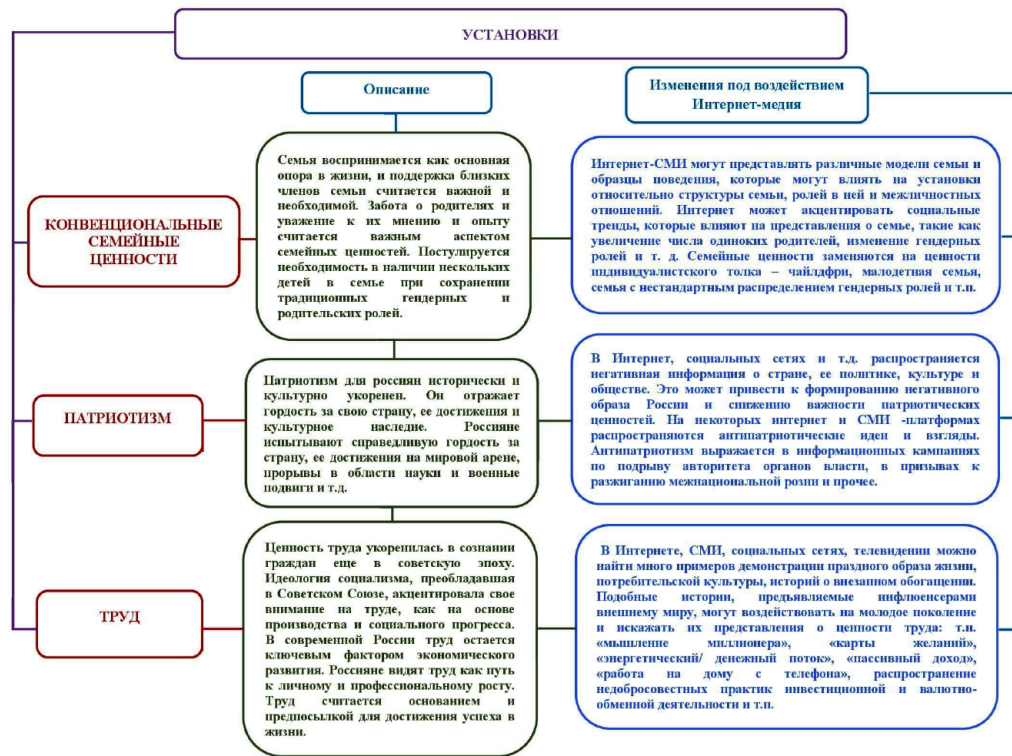 УСТАНОВКИ
Описание
Изменения под воздействием
Интернет-медиа
КОНВЕНЦИОНАЛЬНЫЕ
СЕМЕЙНЫЕ
ЦЕННОСТИ
Семья воспринимается как основная
опора в жизни, и поддержка близких
членов семьи считается важной и
необходимой. Забота о родителях и
уважение к их мнению и опыту
считается важным аспектом
семейных ценностей. Постулируется
необходимость в наличии нескольких
детей в семье при сохранении
традиционных гендерных и
родительских ролей.
Интернет-СМИ могут представлять различные модели семьи и
образцы поведения, которые могут влиять на установки
относительно структуры семьи, ролей в ней и межличностных
отношений. Интернет может акцентировать социальные
тренды, которые влияют на представления о семье, такие как
увеличение числа одиноких родителей, изменение гендерных
ролей и т. д. Семейные ценности заменяются на ценности
индивидуалистского толка – чайлдфри, малодетная семья,
семья с нестандартным распределением гендерных ролей и т.п.
ПАТРИОТИЗМ
Патриотизм для россиян исторически и
культурно укоренен. Он отражает
гордость за свою страну, ее достижения и
культурное наследие. Россияне
испытывают справедливую гордость за
страну, ее достижения на мировой арене,
прорывы в области науки и военные
подвиги и т.д.
В Интернет, социальных сетях и т.д. распространяется
негативная информация о стране, ее политике, культуре и
обществе. Это может привести к формированию негативного
образа России и снижению важности патриотических
ценностей. На некоторых интернет и СМИ -платформах
распространяются антипатриотические идеи и взгляды.
Антипатриотизм выражается в информационных кампаниях
по подрыву авторитета органов власти, в призывах к
разжиганию межнациональной розни и прочее.
ТРУД
Ценность труда укоренилась в сознании
граждан еще в советскую эпоху.
Идеология социализма, преобладавшая
в Советском Союзе, акцентировала свое
внимание на труде, как на основе
производства и социального прогресса.
В современной России труд остается
ключевым фактором экономического
развития. Россияне видят труд как путь
к личному и профессиональному росту.
Труд считается основанием и
предпосылкой для достижения успеха в
жизни.
В Интернете, СМИ, социальных сетях, телевидении можно
найти много примеров демонстрации праздного образа жизни,
потребительской культуры, историй о внезапном обогащении.
Подобные истории, предъявляемые инфлюенсерами
внешнему миру, могут воздействовать на молодое поколение
и искажать их представления о ценности труда: т.н.
«мышление миллионера», «карты желаний»,
«энергетический/ денежный поток», «пассивный доход»,
«работа на дому с телефона», распространение
недобросовестных практик инвестиционной и валютно-
обменной деятельности и т.п.